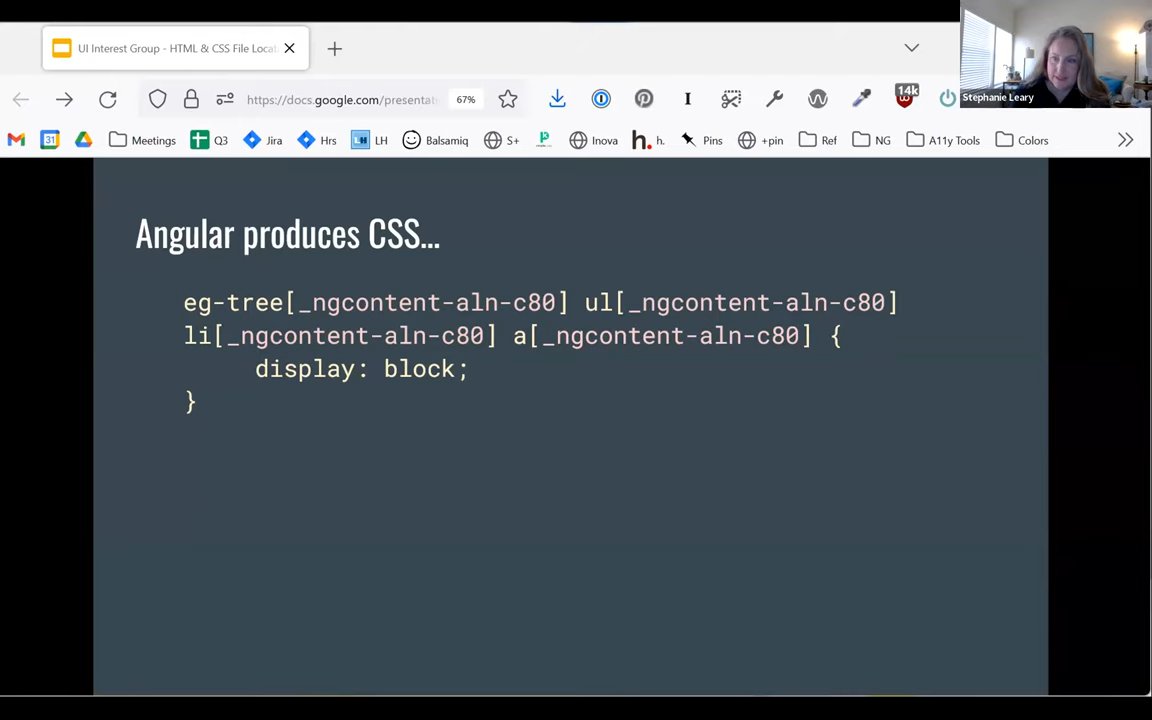 UI Interest Group - HTML & CSS File Locat
https://docs.google.com/presentat
67%
14k
Stephanie Leary
31
Meetings
Q3
Jira
Hrs
LH
LH
Balsamiq
S+
Inova
h.
h.
Pins
+pin
Ref
NG
A11y Tools
Colors
Angular produces CSS...
eg-tree[_ngcontent-aln-c80] ul[_ngcontent-aln-c80]
li[_ngcontent-aln-c80] a[_ngcontent-aln-c80] {
display: block;
}